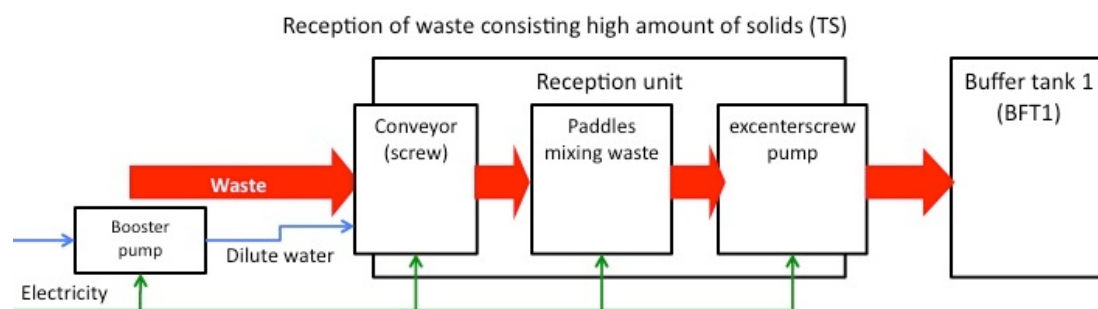 Reception of waste consisting high amount of solids (TS)
Reception unit
Buffer tank 1
(BFT1)
Conveyor
(screw)
Paddles
mixing waste
excenterscrew
pump
Waste
Booster
pump
Dilute water
Electricity